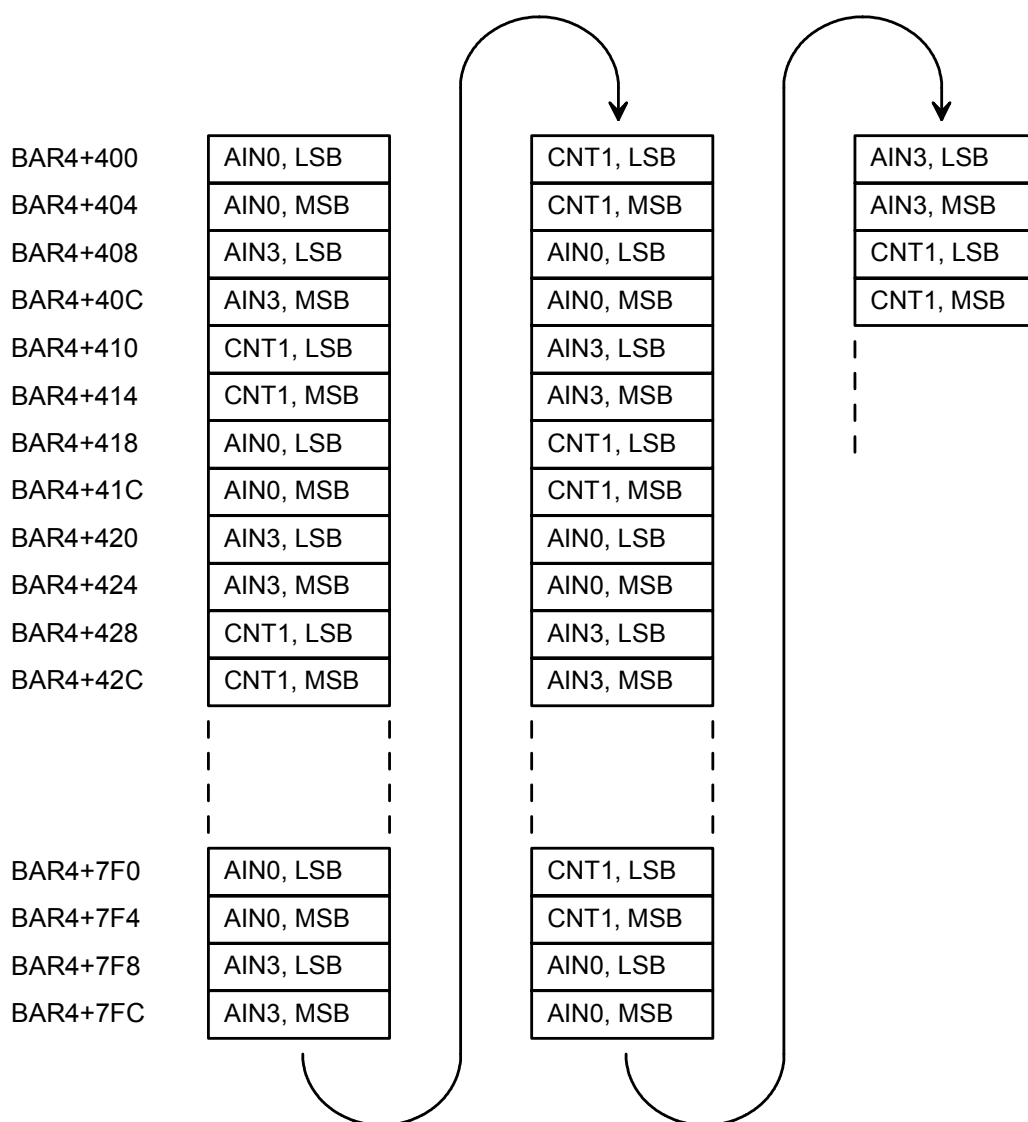 BAR4+400 AIN0, LSB CNT1, LSB AIN3, LSB
BAR4+404 AIN0, MSB CNT1, MSB AIN3, MSB
BAR4+408 AIN3, LSB AIN0, LSB CNT1, LSB
BAR4+40C AIN3, MSB AIN0, MSB CNT1, MSB
BAR4+410 CNT1, LSB AIN3, LSB
BAR4+414 CNT1, MSB AIN3, MSB
BAR4+418 AIN0, LSB CNT1, LSB
BAR4+41C AIN0, MSB CNT1, MSB
BAR4+420 AIN3, LSB AIN0, LSB
BAR4+424 AIN3, MSB AIN0, MSB
BAR4+428 CNT1, LSB AIN3, LSB
BAR4+42C CNT1, MSB AIN3, MSB
BAR4+7F0 AIN0, LSB CNT1, LSB
BAR4+7F4 AIN0, MSB CNT1, MSB
BAR4+7F8 AIN3, LSB AIN0, LSB
BAR4+7FC AIN3, MSB AIN0, MSB